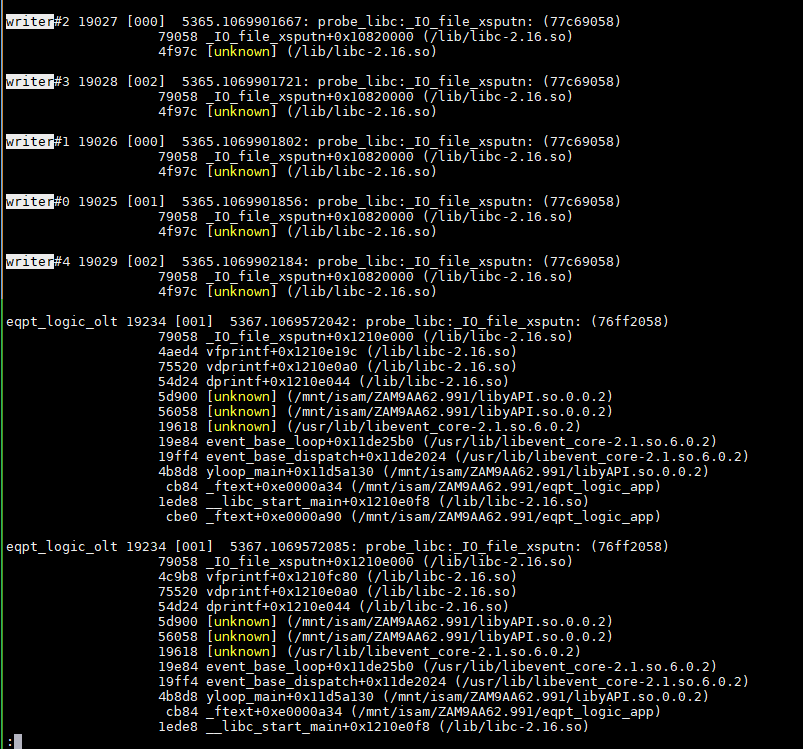 writer#2 19027 [000]  5365.1069901667: probe_libc:_IO_file_xsputn: (77c69058)
79058 _IO_file_xsputn+0x10820000 (/lib/libc-2.16.so)
4f97c [unknown] (/lib/libc-2.16.so)
writer#3 19028 [002]  5365.1069901721: probe_libc:_IO_file_xsputn: (77c69058)
79058 _IO_file_xsputn+0x10820000 (/lib/libc-2.16.so)
4f97c [unknown] (/lib/libc-2.16.so)
writer#1 19026 [000]  5365.1069901802: probe_libc:_IO_file_xsputn: (77c69058)
79058 _IO_file_xsputn+0x10820000 (/lib/libc-2.16.so)
4f97c [unknown] (/lib/libc-2.16.so)
writer#0 19025 [001]  5365.1069901856: probe_libc:_IO_file_xsputn: (77c69058)
79058 _IO_file_xsputn+0x10820000 (/lib/libc-2.16.so)
4f97c [unknown] (/lib/libc-2.16.so)
writer#4 19029 [002]  5365.1069902184: probe_libc:_IO_file_xsputn: (77c69058)
79058 _IO_file_xsputn+0x10820000 (/lib/libc-2.16.so)
4f97c [unknown] (/lib/libc-2.16.so)
eqpt_logic_olt 19234 [001]  5367.1069572042: probe_libc:_IO_file_xsputn: (76ff2058)
79058 _IO_file_xsputn+0x1210e000 (/lib/libc-2.16.so)
4aed4 vfprintf+0x1210e19c (/lib/libc-2.16.so)
75520 vdprintf+0x1210e0a0 (/lib/libc-2.16.so)
54d24 dprintf+0x1210e044 (/lib/libc-2.16.so)
5d900 [unknown] (/mnt/isam/ZAM9AA62.991/libyAPI.so.0.0.2)
56058 [unknown] (/mnt/isam/ZAM9AA62.991/libyAPI.so.0.0.2)
19618 [unknown] (/usr/lib/libevent_core-2.1.so.6.0.2)
19e84 event_base_loop+0x11de25b0 (/usr/lib/libevent_core-2.1.so.6.0.2)
19ff4 event_base_dispatch+0x11de2024 (/usr/lib/libevent_core-2.1.so.6.0.2)
4b8d8 yloop_main+0x11d5a130 (/mnt/isam/ZAM9AA62.991/libyAPI.so.0.0.2)
cb84 _ftext+0xe0000a34 (/mnt/isam/ZAM9AA62.991/eqpt_logic_app)
1ede8 __libc_start_main+0x1210e0f8 (/lib/libc-2.16.so)
cbe0 _ftext+0xe0000a90 (/mnt/isam/ZAM9AA62.991/eqpt_logic_app)
eqpt_logic_olt 19234 [001]  5367.1069572085: probe_libc:_IO_file_xsputn: (76ff2058)
79058 _IO_file_xsputn+0x1210e000 (/lib/libc-2.16.so)
4c9b8 vfprintf+0x1210fc80 (/lib/libc-2.16.so)
75520 vdprintf+0x1210e0a0 (/lib/libc-2.16.so)
54d24 dprintf+0x1210e044 (/lib/libc-2.16.so)
5d900 [unknown] (/mnt/isam/ZAM9AA62.991/libyAPI.so.0.0.2)
56058 [unknown] (/mnt/isam/ZAM9AA62.991/libyAPI.so.0.0.2)
19618 [unknown] (/usr/lib/libevent_core-2.1.so.6.0.2)
19e84 event_base_loop+0x11de25b0 (/usr/lib/libevent_core-2.1.so.6.0.2)
19ff4 event_base_dispatch+0x11de2024 (/usr/lib/libevent_core-2.1.so.6.0.2)
4b8d8 yloop_main+0x11d5a130 (/mnt/isam/ZAM9AA62.991/libyAPI.so.0.0.2)
cb84 _ftext+0xe0000a34 (/mnt/isam/ZAM9AA62.991/eqpt_logic_app)
1ede8 __libc_start_main+0x1210e0f8 (/lib/libc-2.16.so)
: